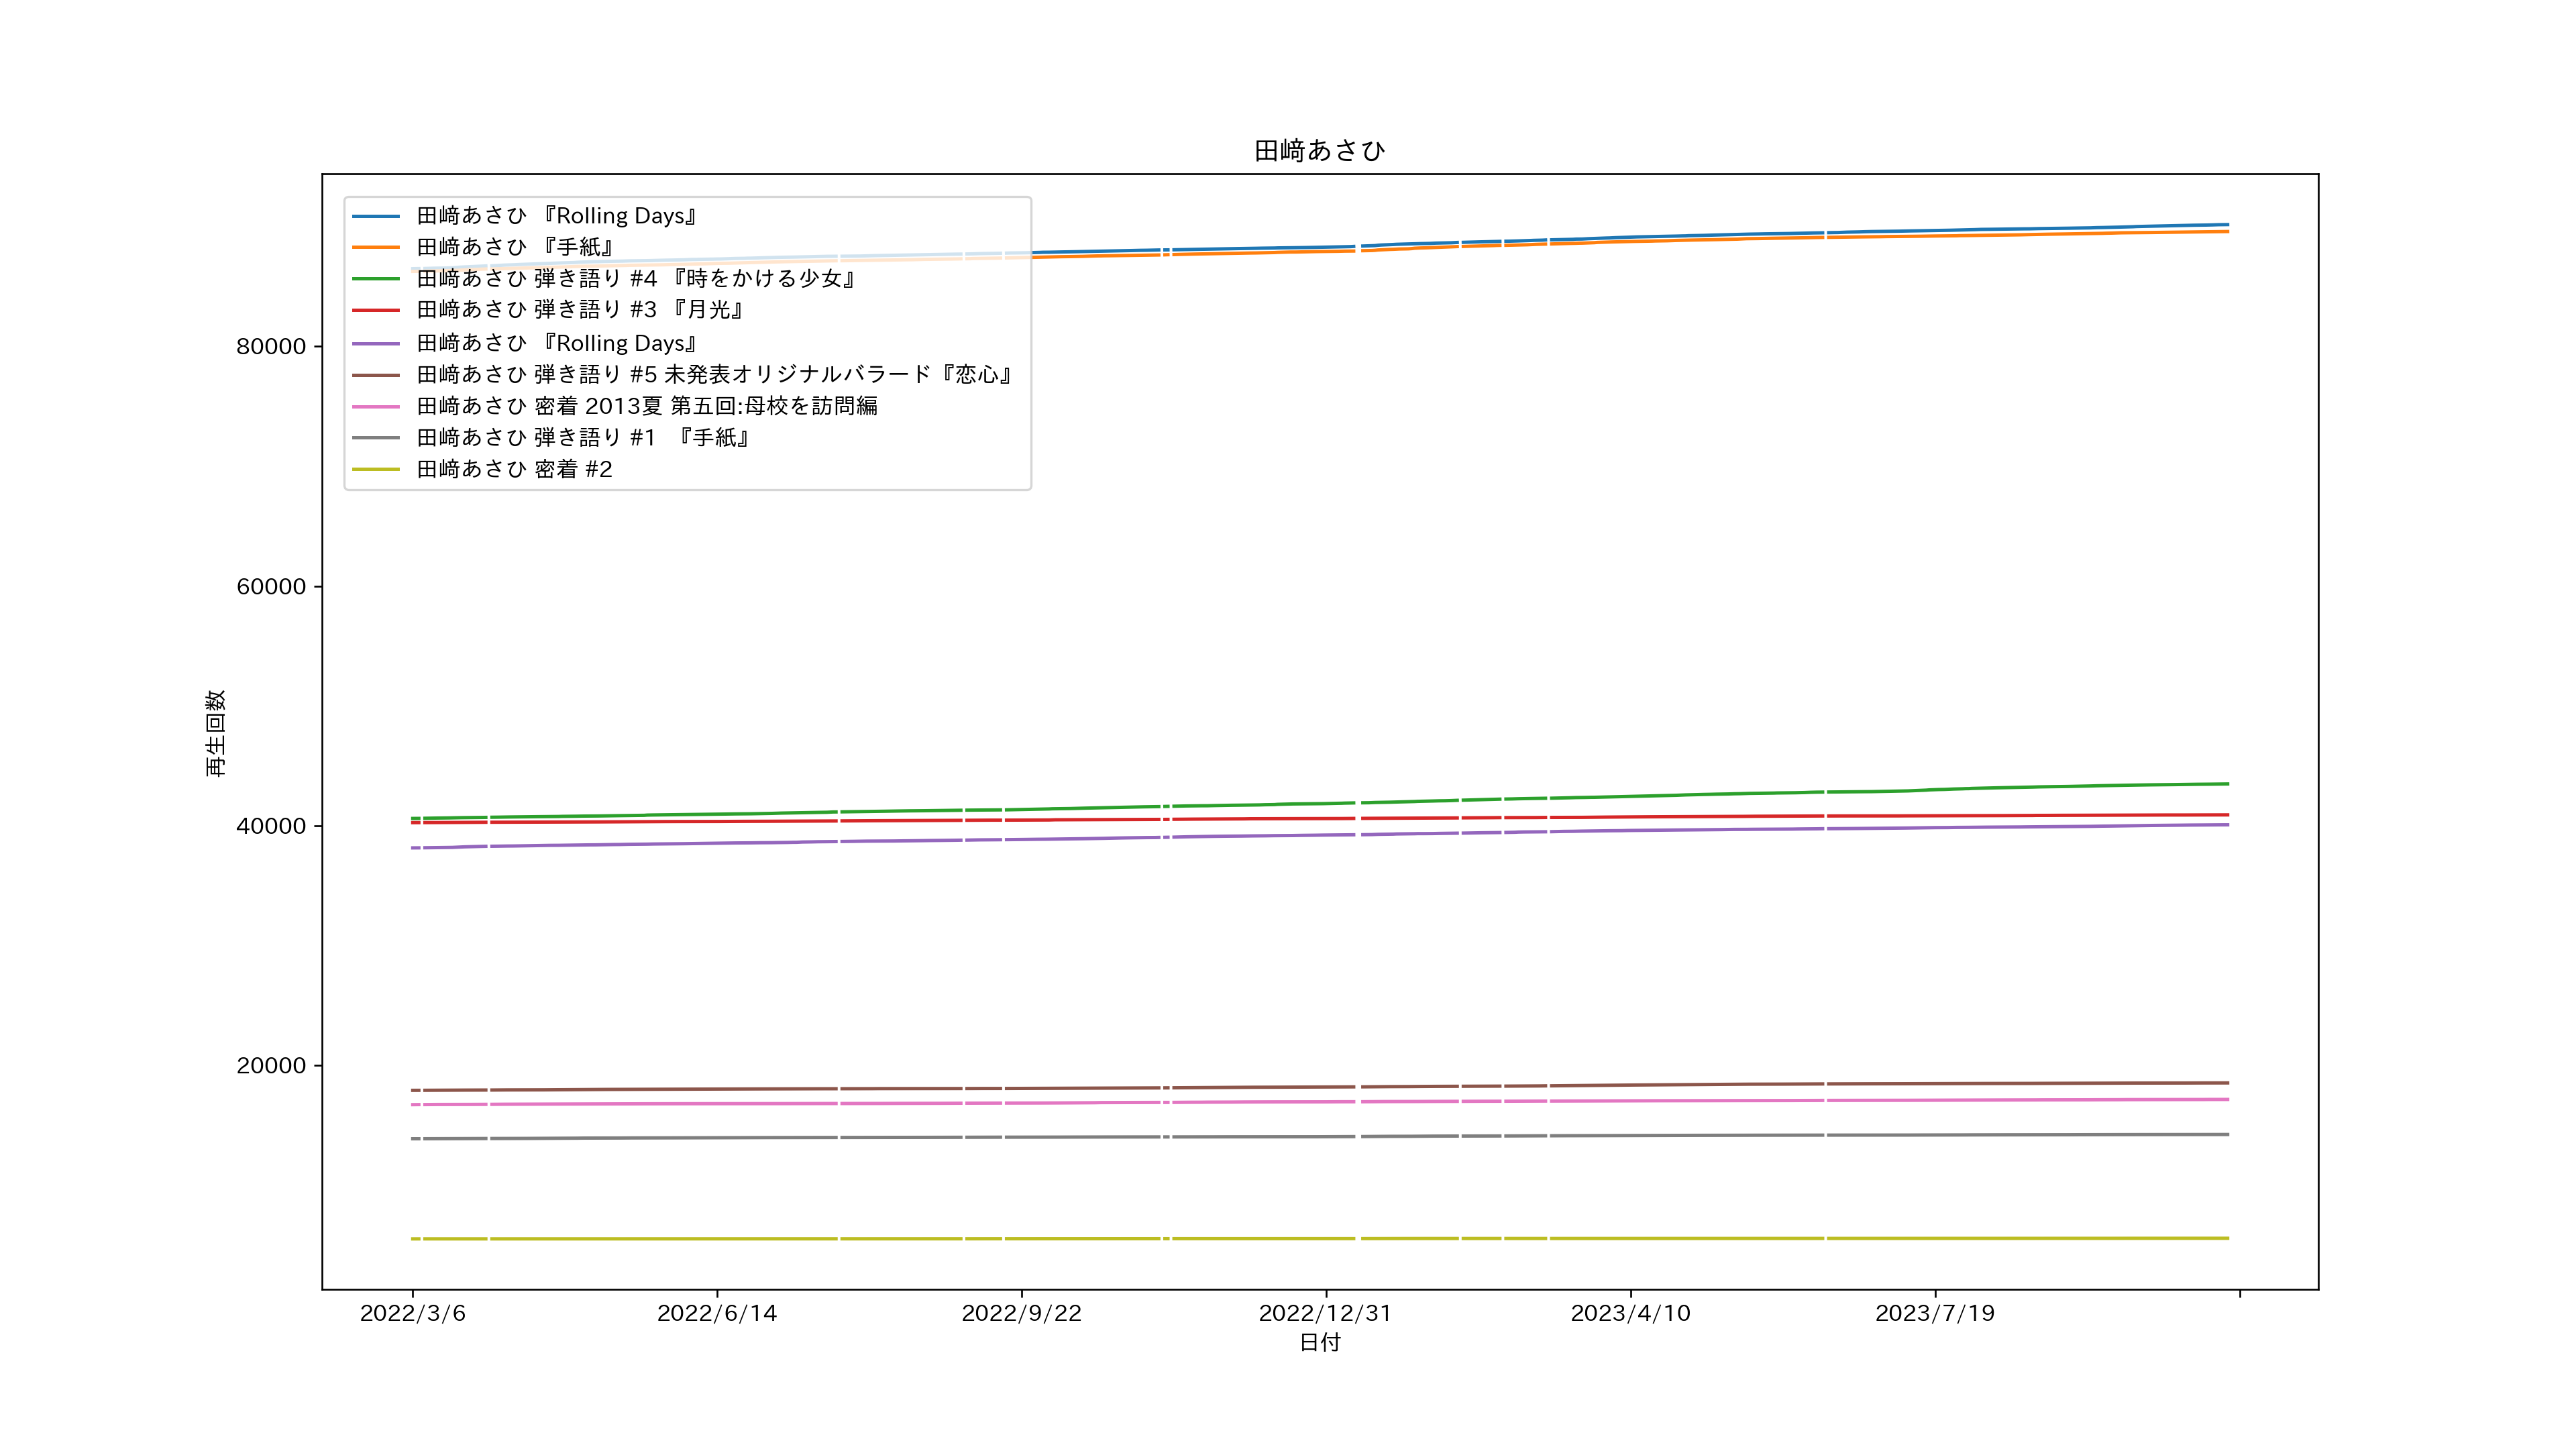 田﨑あさひ
田﨑あさひ 『Rolling Days』
田﨑あさひ 『手紙』
田﨑あさひ 弾き語り #4 『時をかける少女』
田﨑あさひ 弾き語り #3 『月光』
田﨑あさひ 『Rolling Days』
田﨑あさひ 弾き語り #5 未発表オリジナルバラード『恋心』
田﨑あさひ 密着 2013夏 第五回:母校を訪問編
田﨑あさひ 弾き語り #1 『手紙』
田﨑あさひ 密着 #2
80000
60000
40000
20000
再生回数
2022/3/6 2022/6/14 2022/9/22 2022/12/31 2023/4/10 2023/7/19
日付